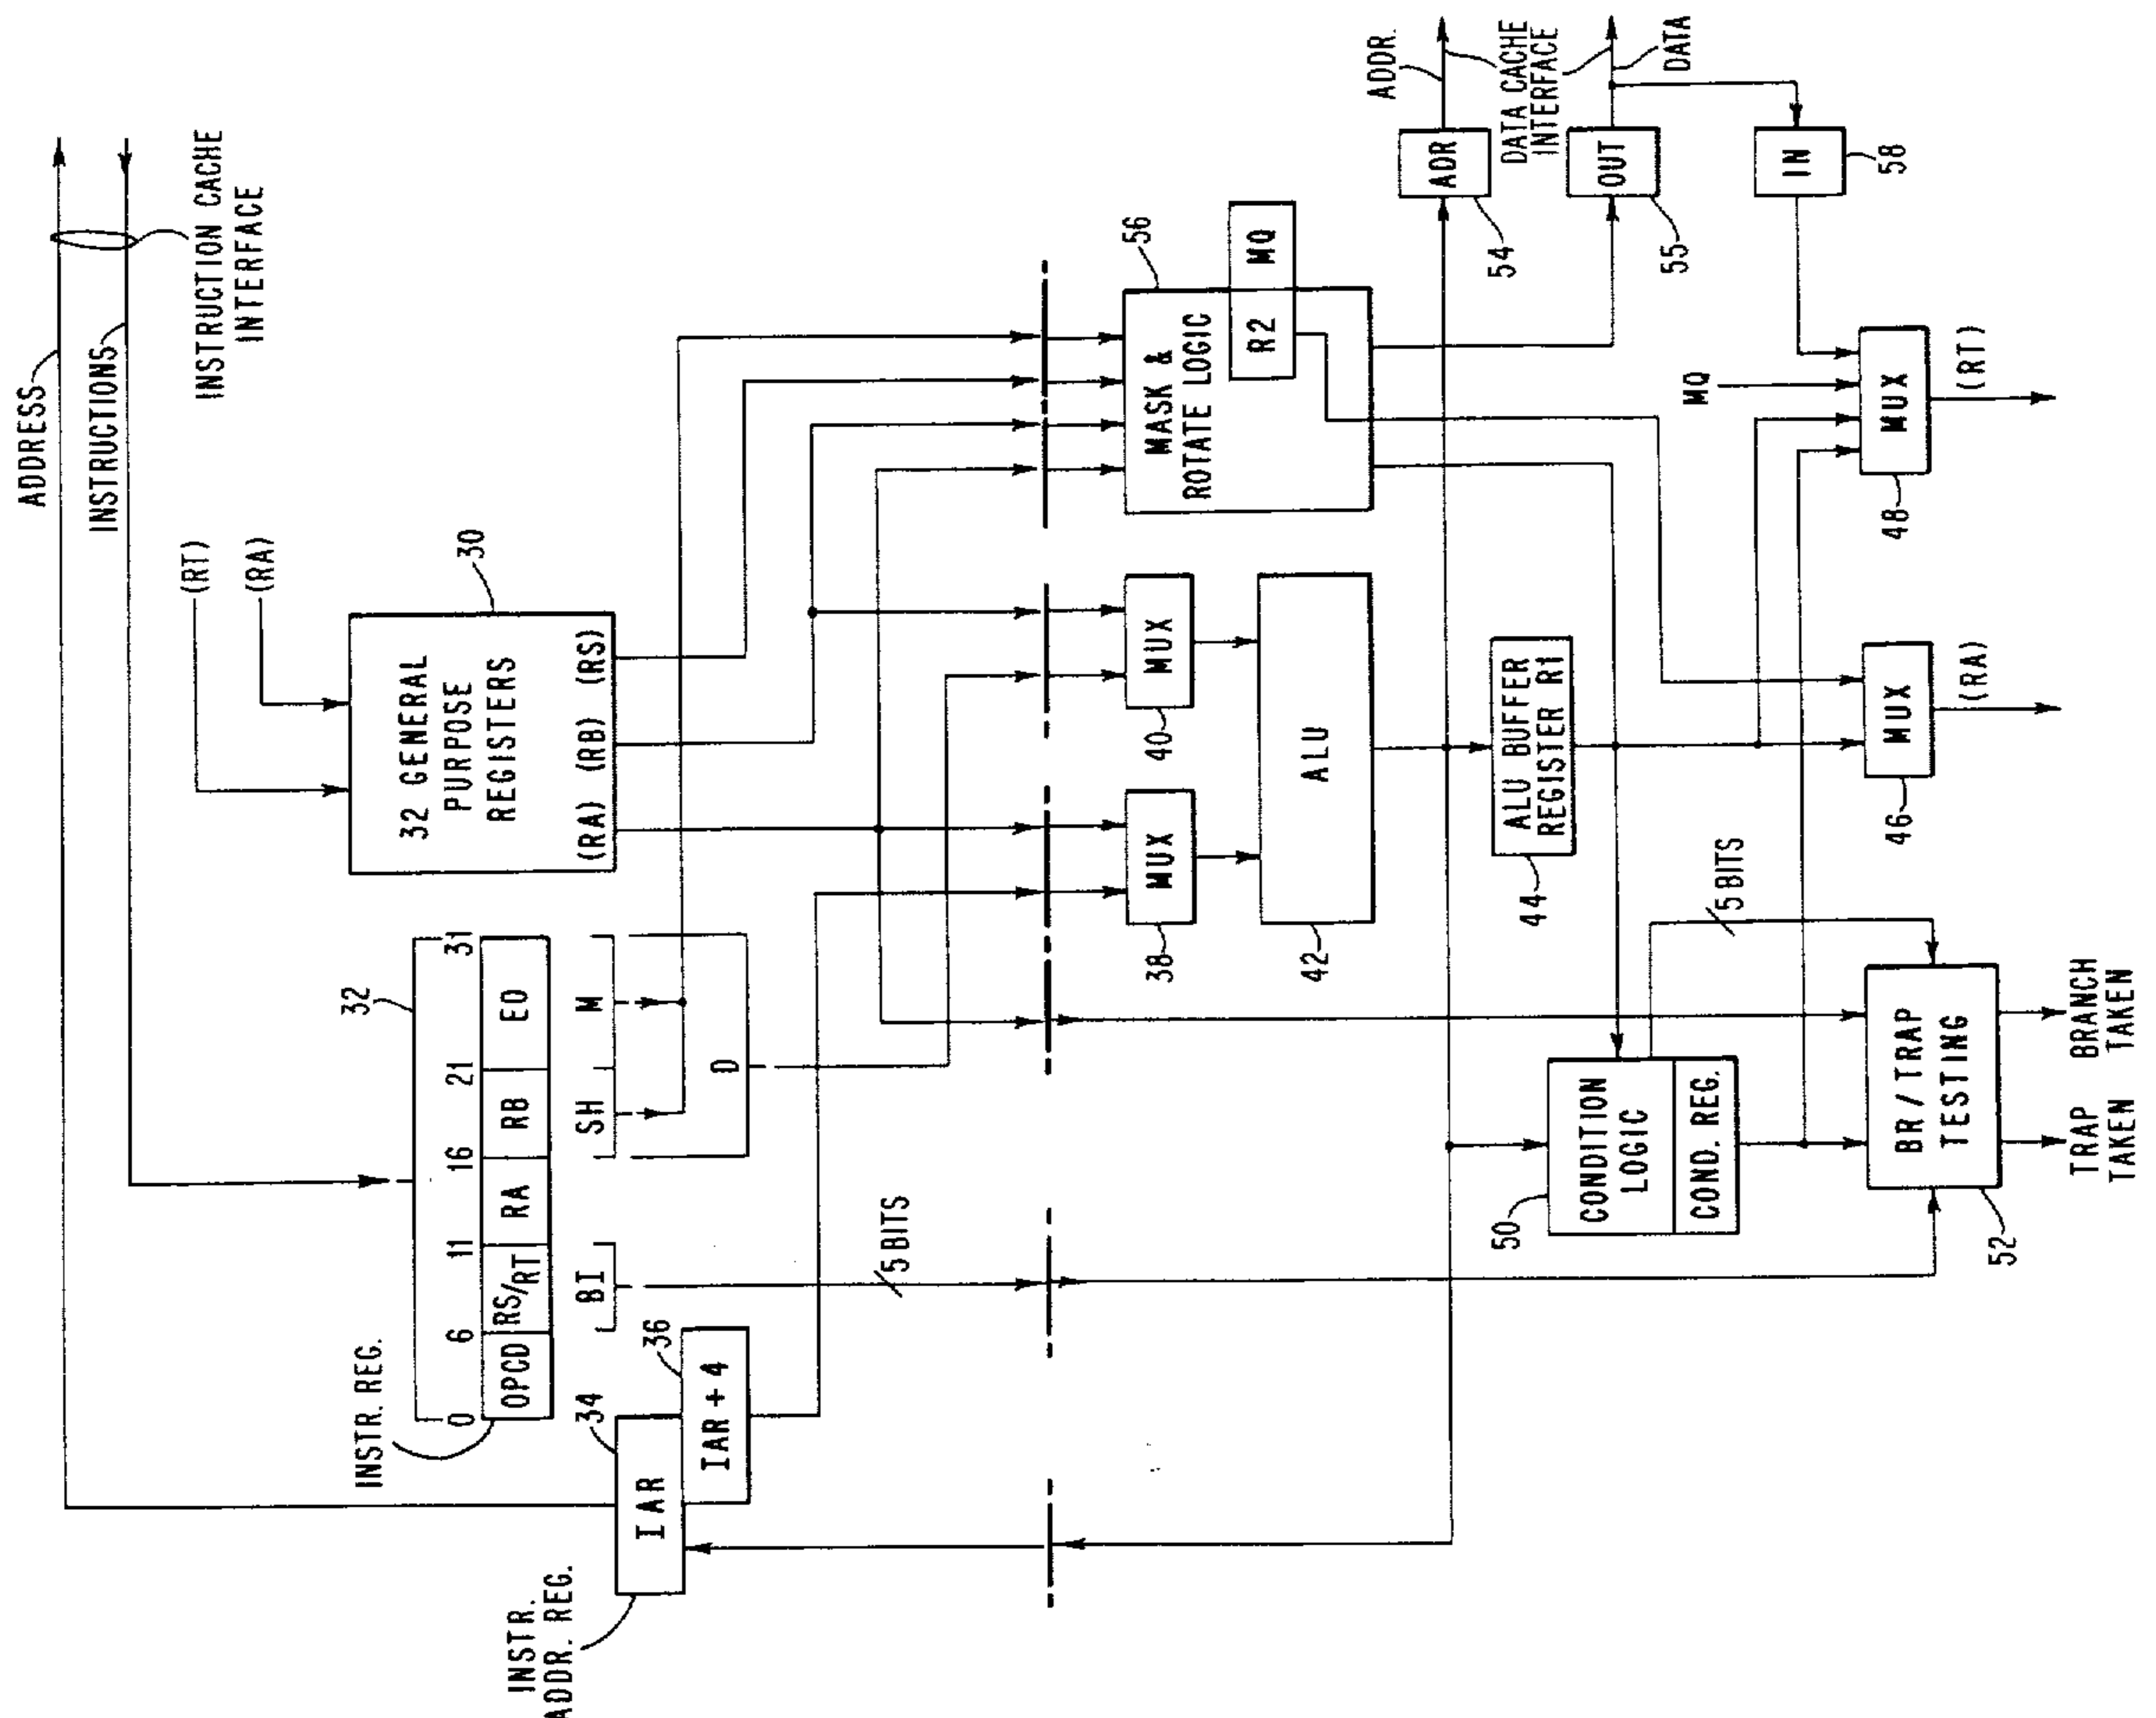 ADDRESS
INSTRUCTIONS
INSTRUCTION CACHE
INTERFACE
(RT)
(RA)
30
32 GENERAL
PURPOSE
REGISTERS
(RA) (RB) (RS)
INSTR. REG.
32
0 6 11 16 21 31
OPCD RS/RT RA RB EO
BI SH M
D
INSTR.
ADDR. REG.
34
IAR
36
IAR + 4
5 BITS
38
MUX
40
MUX
56
MASK &
ROTATE LOGIC
R2 MQ
42
ALU
ADDR.
ADR
54
DATA CACHE
INTERFACE
44
ALU BUFFER
REGISTER R1
OUT
55
DATA
50
CONDITION
LOGIC
COND. REG.
5 BITS
IN
58
MQ
52
BR/TRAP
TESTING
46
MUX
(RA)
48
MUX
(RT)
TRAP
TAKEN
BRANCH
TAKEN